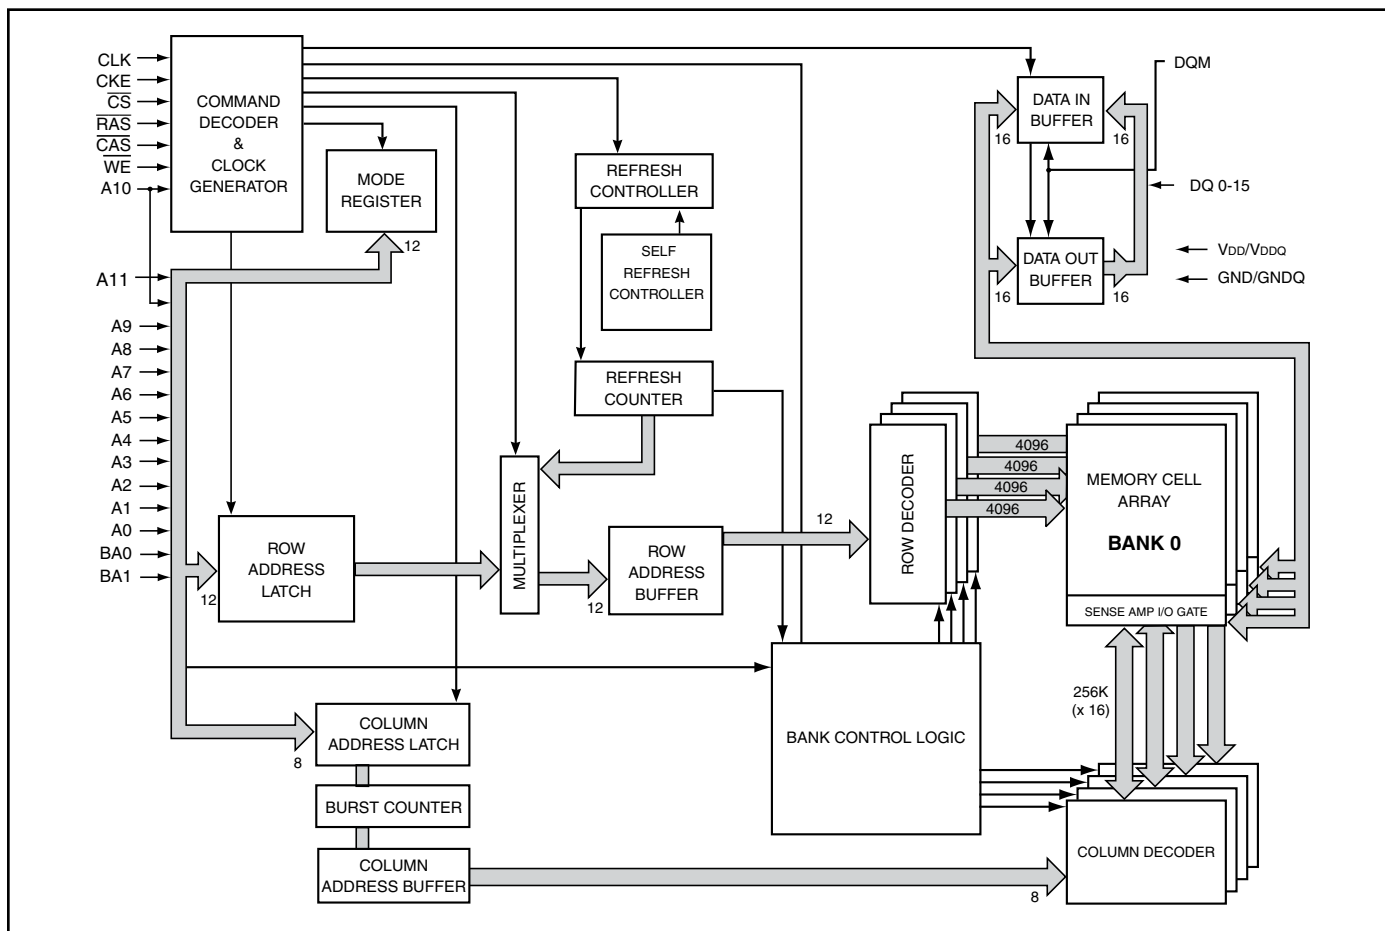 CLK
CKE
CS
RAS
CAS
WE
A10
A11
A9
A8
A7
A6
A5
A4
A3
A2
A1
A0
BA0
BA1
COMMAND
DECODER
&
CLOCK
GENERATOR
MODE
REGISTER
12
REFRESH
CONTROLLER
SELF
REFRESH
CONTROLLER
REFRESH
COUNTER
DATA IN
BUFFER
16
16
DQM
DQ 0-15
DATA OUT
BUFFER
16
16
VDD/VDDQ
GND/GNDQ
ROW
ADDRESS
LATCH
12
MULTIPLEXER
ROW
ADDRESS
BUFFER
12
12
ROW DECODER
4096
4096
4096
4096
MEMORY CELL
ARRAY
BANK 0
SENSE AMP I/O GATE
256K
(x 16)
BANK CONTROL LOGIC
COLUMN
ADDRESS LATCH
8
BURST COUNTER
COLUMN
ADDRESS BUFFER
8
COLUMN DECODER